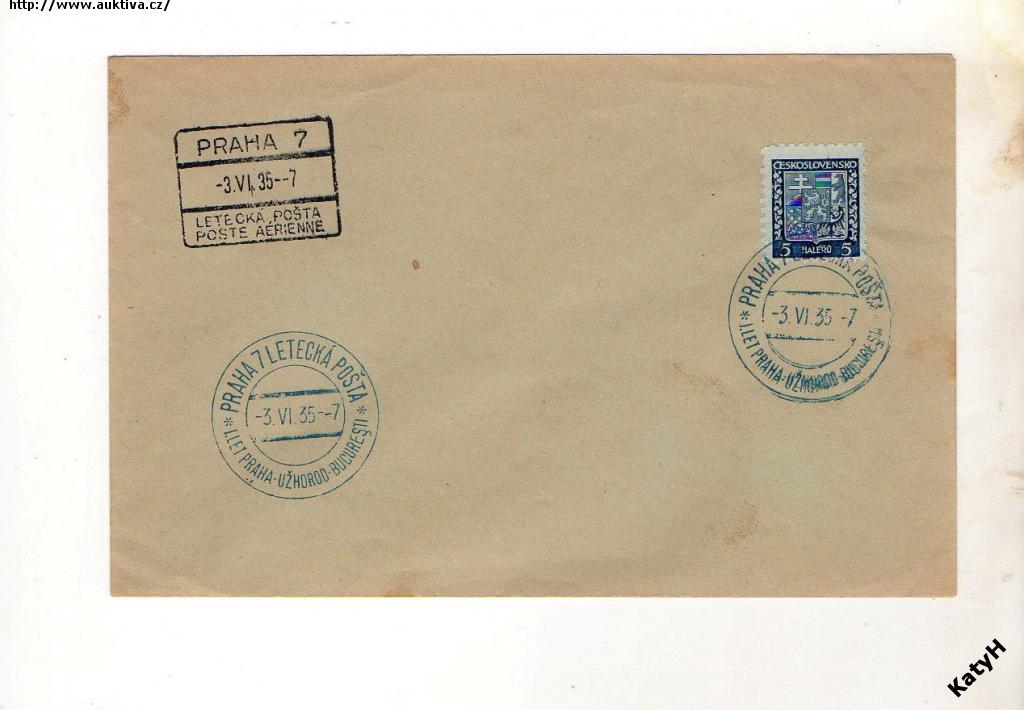 http://www.auktiva.cz/
PRAHA 7
-3.VI.35--7
LETECKÁ POŠTA
POSTE AÉRIENNE
ČESKOSLOVENSKO
5 HALÉŘŮ 5
PRAHA 7 LETECKÁ POŠTA
-3.VI.35 -7
* I.LET PRAHA-UŽHOROD-BUCUREŞTI *
PRAHA 7 LETECKÁ POŠTA
-3.VI.35--7
* I.LET PRAHA-UŽHOROD-BUCUREŞTI *
KatyH